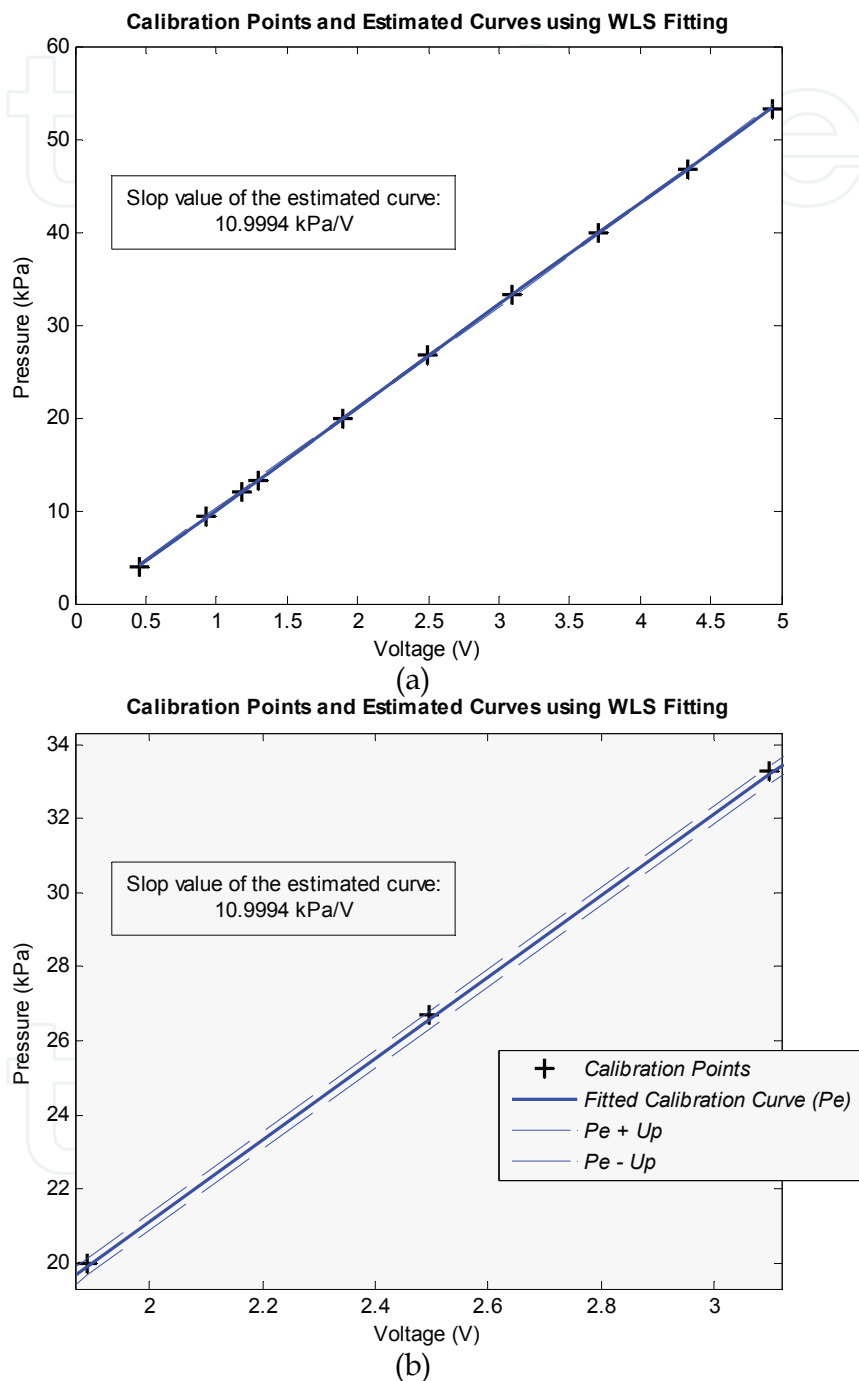 Calibration Points and Estimated Curves using WLS Fitting
60
50
40
30
20
10
0
Pressure (kPa)
Slop value of the estimated curve:
10.9994 kPa/V
0 0.5 1 1.5 2 2.5 3 3.5 4 4.5 5
Voltage (V)
(a)
Calibration Points and Estimated Curves using WLS Fitting
34
32
30
28
26
24
22
20
Pressure (kPa)
Slop value of the estimated curve:
10.9994 kPa/V
Calibration Points
Fitted Calibration Curve (Pe)
Pe + Up
Pe - Up
2 2.2 2.4 2.6 2.8 3
Voltage (V)
(b)